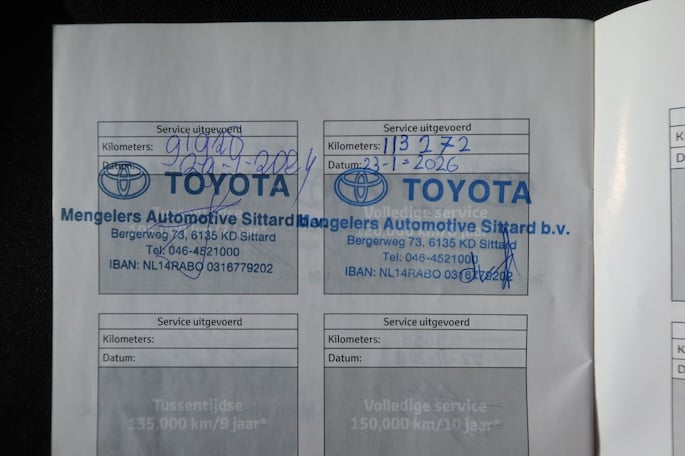 Service uitgevoerd
Kilometers: 91920
Datum: 29-1-2024
TOYOTA
Mengelers Automotive Sittard b.v.
Bergerweg 73, 6135 KD Sittard
Tel: 046-4521000
IBAN: NL14RABO 0316779202
Service uitgevoerd
Kilometers: 113 272
Datum: 23-1-2026
TOYOTA
Volledige service
Mengelers Automotive Sittard b.v.
Bergerweg 73, 6135 KD Sittard
Tel: 046-4521000
IBAN: NL14RABO 0316779202
Service uitgevoerd
Kilometers:
Datum:
Tussentijdse
135,000 km/9 jaar*
Service uitgevoerd
Kilometers:
Datum:
Volledige service
150,000 km/10 jaar*